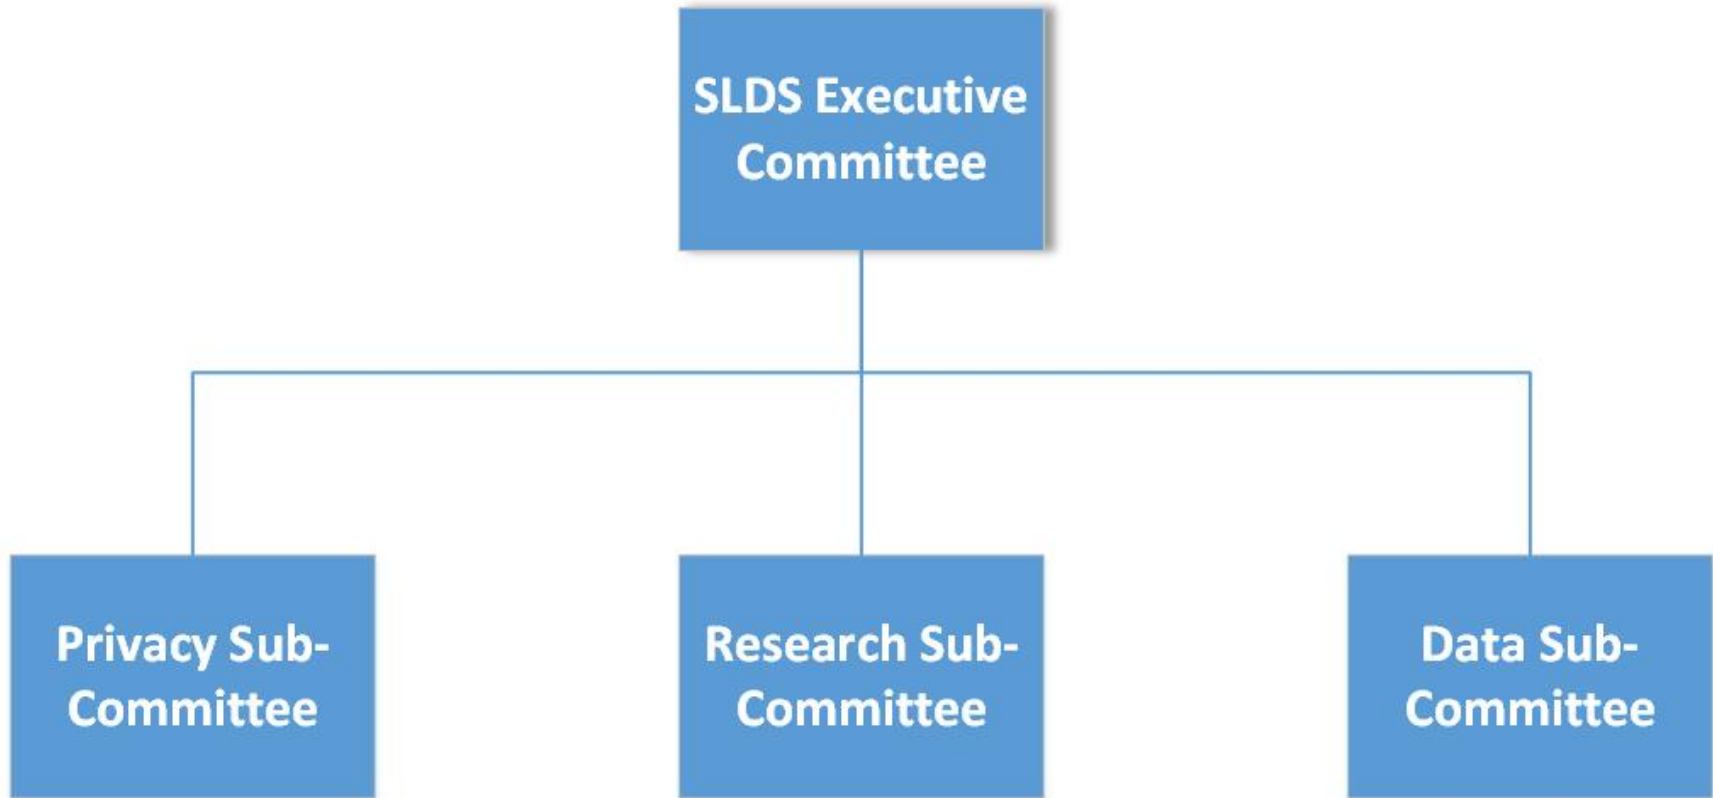 SLDS Executive
Committee
Privacy Sub-
Committee
Research Sub-
Committee
Data Sub-
Committee